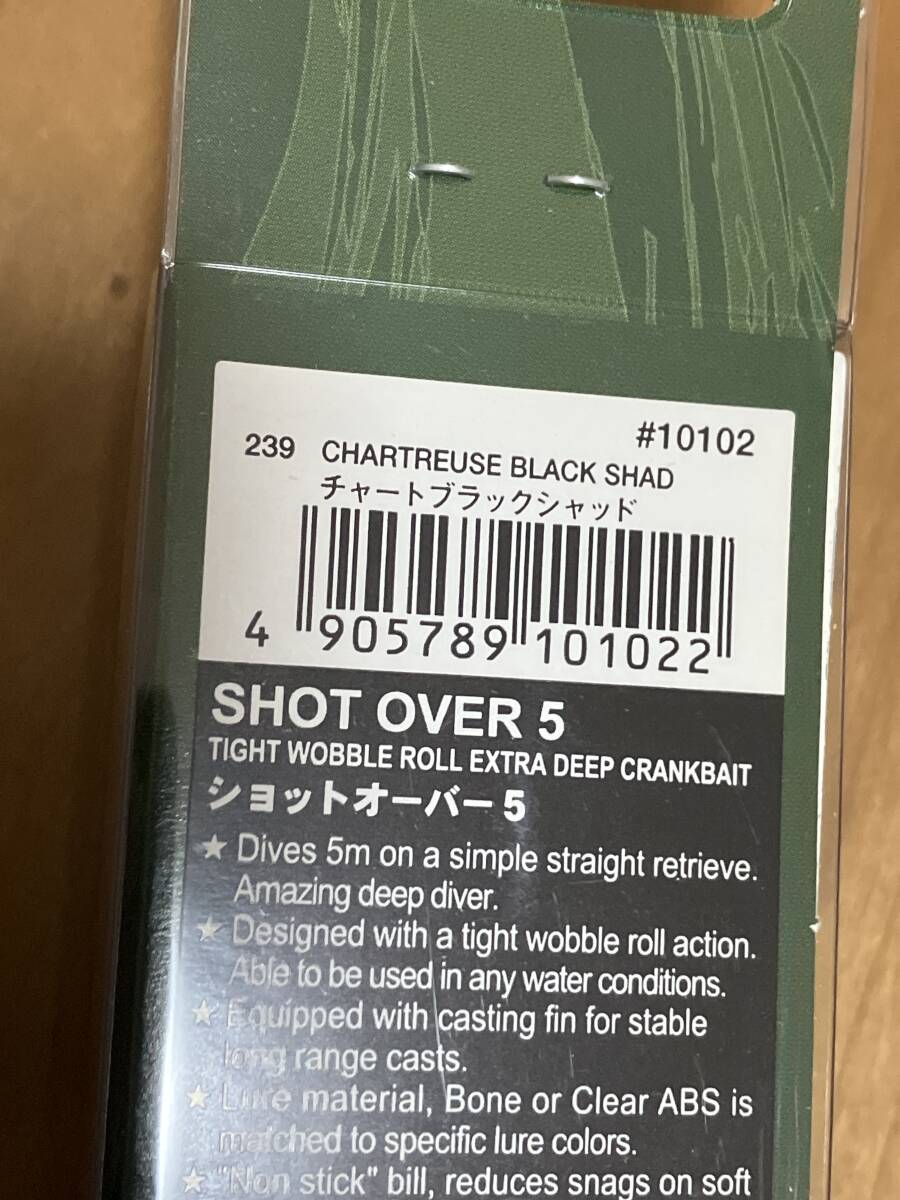 #10102
239 CHARTREUSE BLACK SHAD
チャートブラックシャッド
4 905789 101022
SHOT OVER 5
TIGHT WOBBLE ROLL EXTRA DEEP CRANKBAIT
ショットオーバー5
★ Dives 5m on a simple straight retrieve.
Amazing deep diver.
★ Designed with a tight wobble roll action.
Able to be used in any water conditions.
★ Equipped with casting fin for stable
long range casts.
★ Lure material, Bone or Clear ABS is
matched to specific lure colors.
★ "Non stick" bill, reduces snags on soft